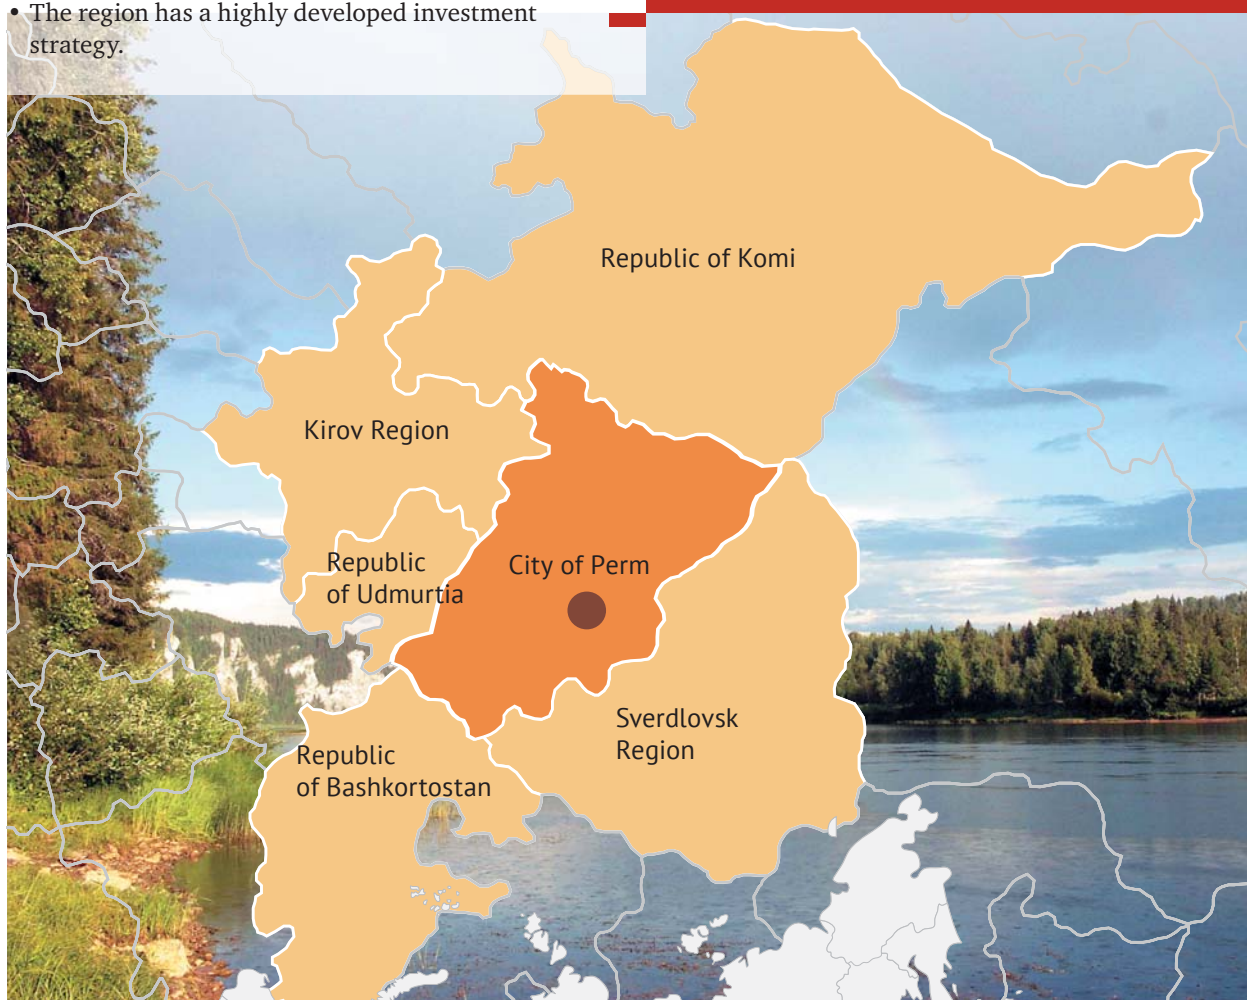 • The region has a highly developed investment
strategy.
Republic of Komi
Kirov Region
City of Perm
Republic
of Udmurtia
Sverdlovsk
Region
Republic
of Bashkortostan